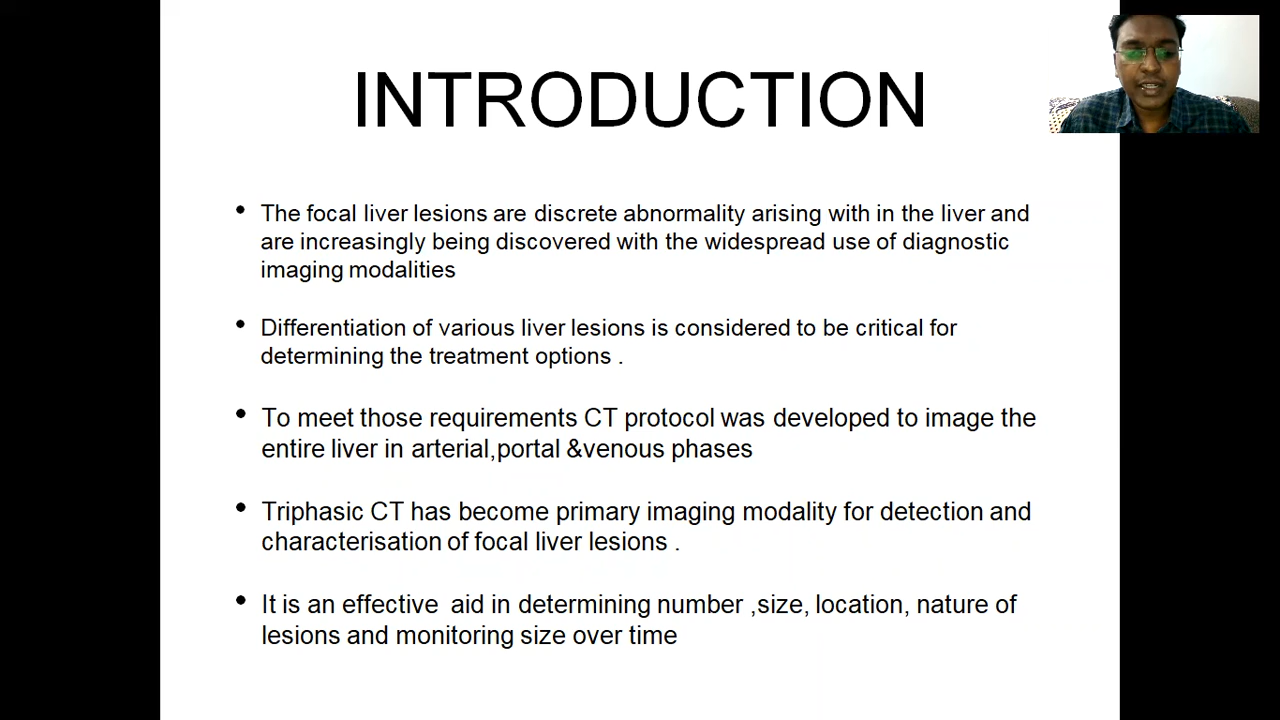 INTRODUCTION
• The focal liver lesions are discrete abnormality arising with in the liver and
are increasingly being discovered with the widespread use of diagnostic
imaging modalities
• Differentiation of various liver lesions is considered to be critical for
determining the treatment options .
• To meet those requirements CT protocol was developed to image the
entire liver in arterial,portal &venous phases
• Triphasic CT has become primary imaging modality for detection and
characterisation of focal liver lesions .
• It is an effective aid in determining number ,size, location, nature of
lesions and monitoring size over time